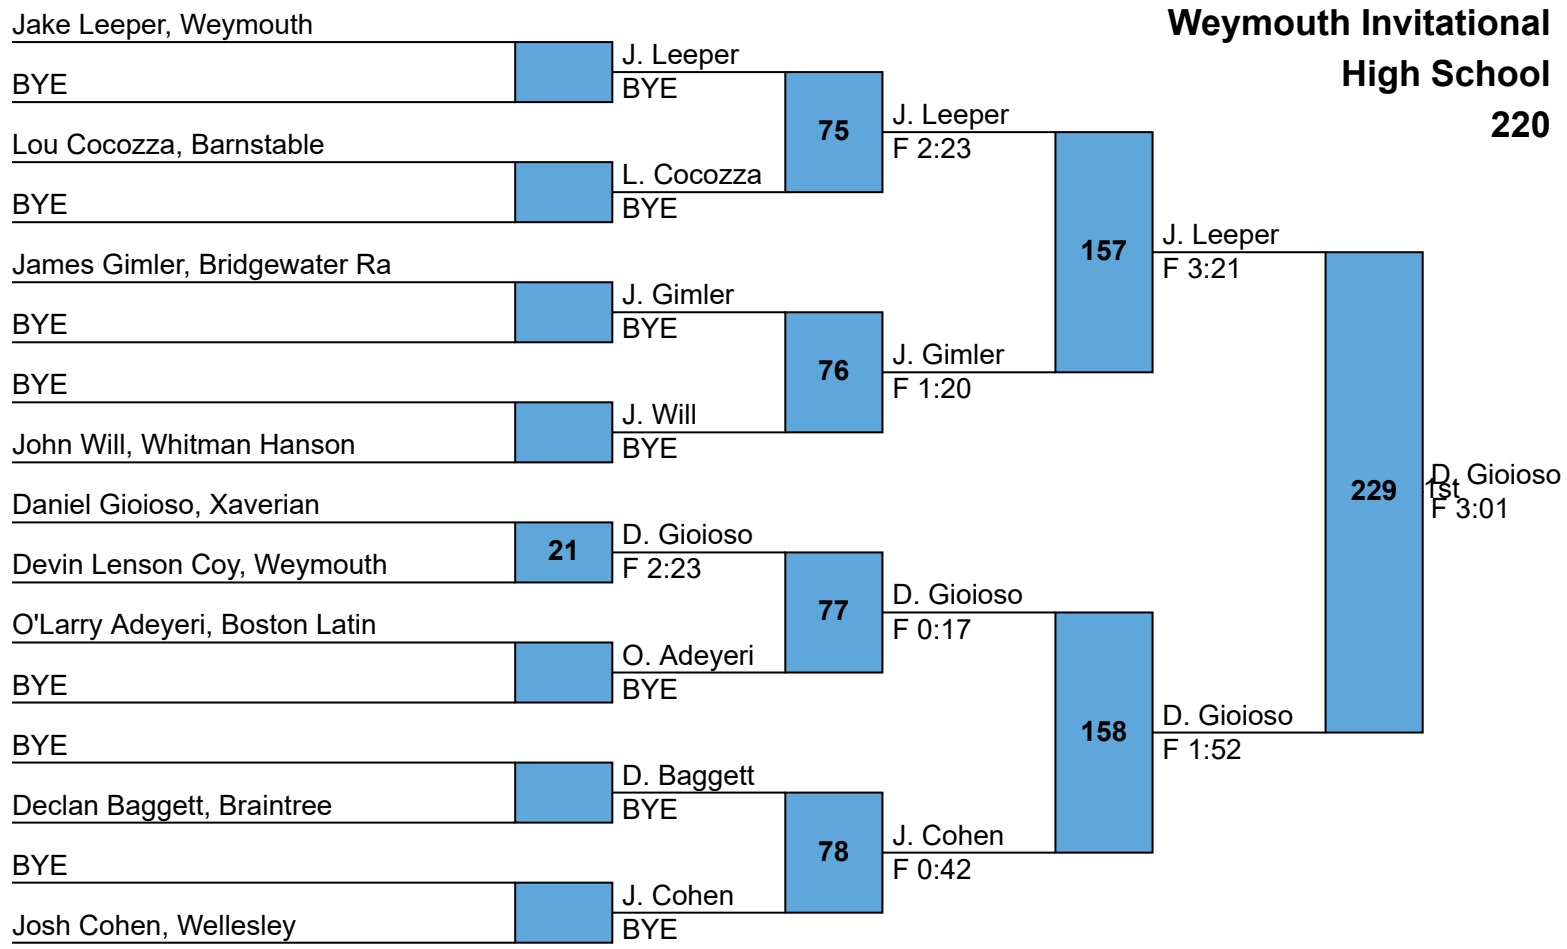 Weymouth Invitational
High School
220
Jake Leeper, Weymouth
BYE
Lou Cocozza, Barnstable
BYE
James Gimler, Bridgewater Ra
BYE
BYE
John Will, Whitman Hanson
Daniel Gioioso, Xaverian
Devin Lenson Coy, Weymouth
O'Larry Adeyeri, Boston Latin
BYE
BYE
Declan Baggett, Braintree
BYE
Josh Cohen, Wellesley
21
J. Leeper
BYE
L. Cocozza
BYE
J. Gimler
BYE
J. Will
BYE
D. Gioioso
F 2:23
O. Adeyeri
BYE
D. Baggett
BYE
J. Cohen
BYE
75
76
77
78
J. Leeper
F 2:23
J. Gimler
F 1:20
D. Gioioso
F 0:17
J. Cohen
F 0:42
157
158
J. Leeper
F 3:21
D. Gioioso
F 1:52
229
D. Gioioso
1st
F 3:01